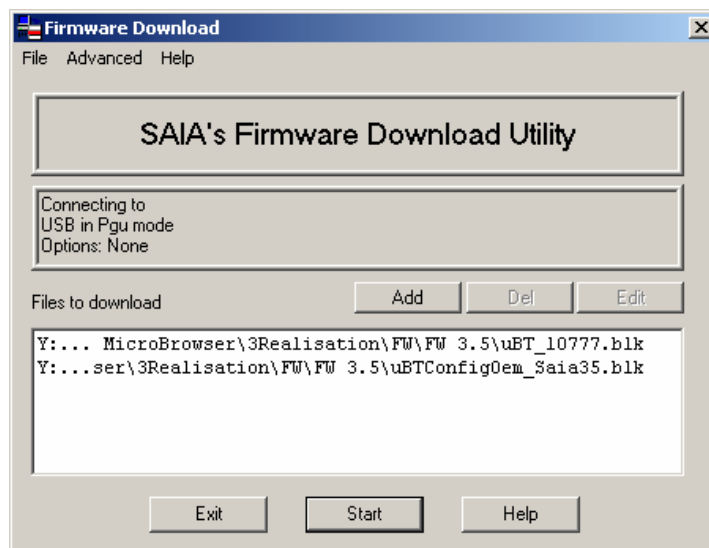 Firmware Download
File Advanced Help
SAIA's Firmware Download Utility
Connecting to
USB in Pgu mode
Options: None
Files to download
Add Del Edit
Y:... MicroBrowser\3Realisation\FW\FW 3.5\uBT_10777.blk
Y:...ser\3Realisation\FW\FW 3.5\uBTConfigOem_Saia35.blk
Exit Start Help